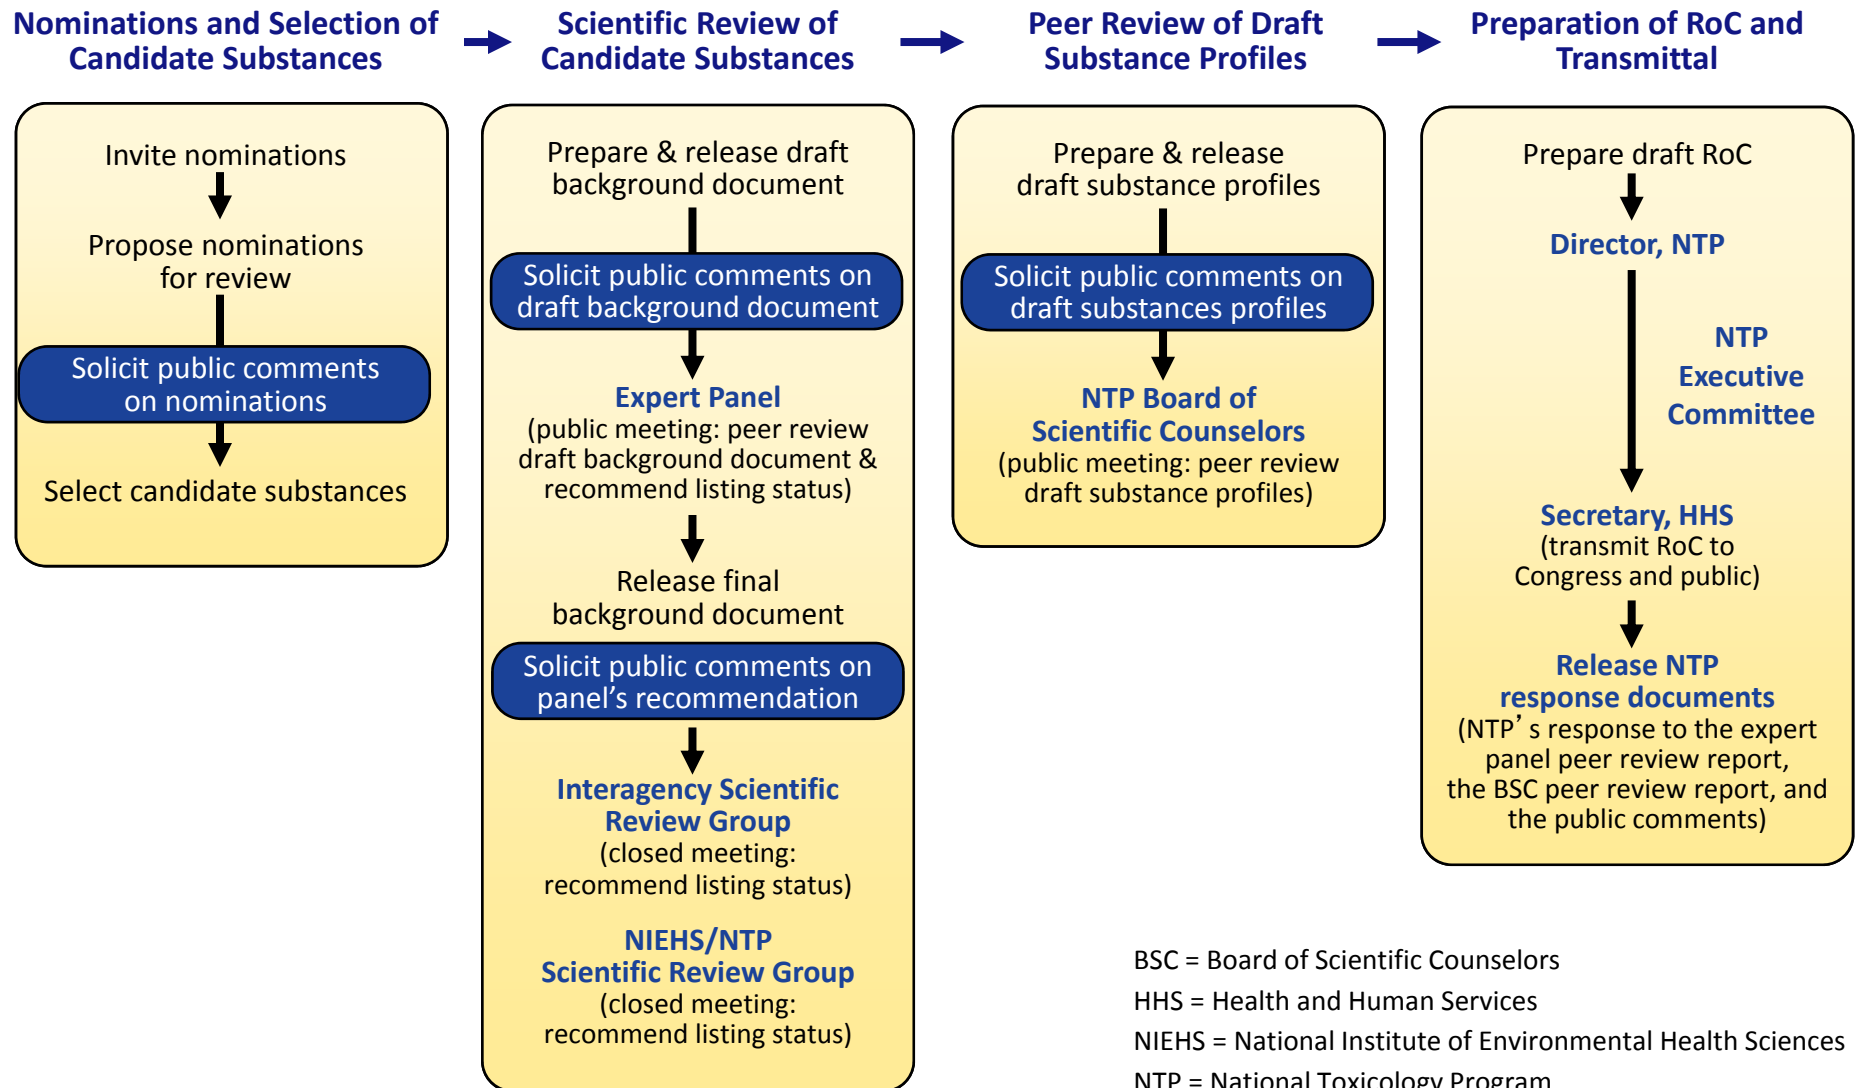 Nominations and Selection of
Candidate Substances
Scientific Review of
Candidate Substances
Peer Review of Draft
Substance Profiles
Preparation of RoC and
Transmittal
Invite nominations
Propose nominations
for review
Solicit public comments
on nominations
Select candidate substances
Prepare & release draft
background document
Solicit public comments on
draft background document
Expert Panel
(public meeting: peer review
draft background document &
recommend listing status)
Release final
background document
Solicit public comments on
panel’s recommendation
Interagency Scientific
Review Group
(closed meeting:
recommend listing status)
NIEHS/NTP
Scientific Review Group
(closed meeting:
recommend listing status)
Prepare & release
draft substance profiles
Solicit public comments on
draft substances profiles
NTP Board of
Scientific Counselors
(public meeting: peer review
draft substance profiles)
Prepare draft RoC
Director, NTP
NTP
Executive
Committee
Secretary, HHS
(transmit RoC to
Congress and public)
Release NTP
response documents
(NTP’s response to the expert
panel peer review report,
the BSC peer review report, and
the public comments)
BSC = Board of Scientific Counselors
HHS = Health and Human Services
NIEHS = National Institute of Environmental Health Sciences
NTP = National Toxicology Program